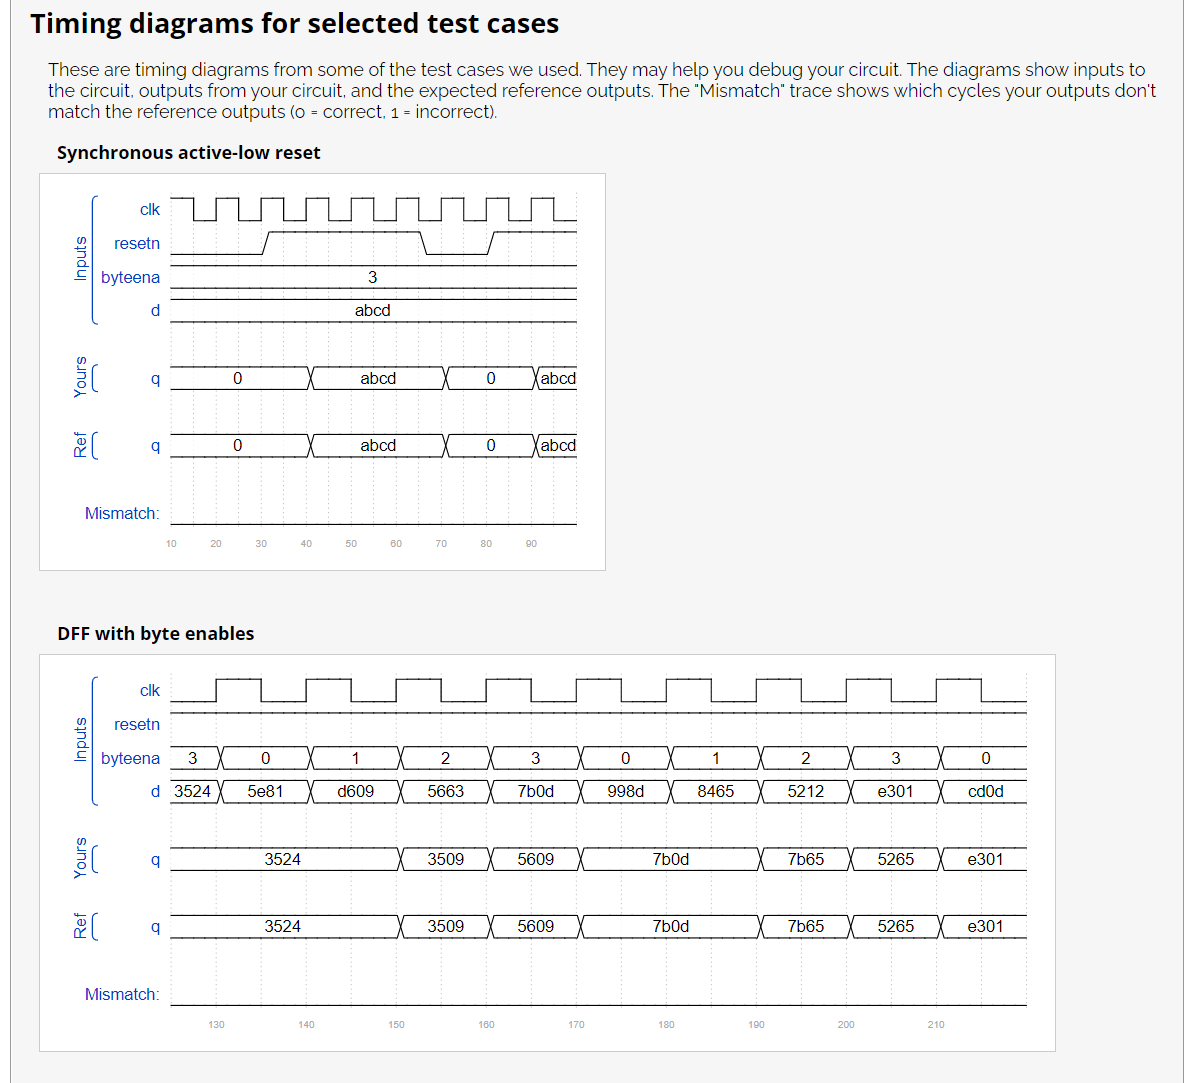 Timing diagrams for selected test cases
These are timing diagrams from some of the test cases we used. They may help you debug your circuit. The diagrams show inputs to
the circuit, outputs from your circuit, and the expected reference outputs. The "Mismatch" trace shows which cycles your outputs don't
match the reference outputs (0 = correct, 1 = incorrect).
Synchronous active-low reset
Inputs
clk
resetn
byteena 3
d abcd
Yours
q 0 abcd 0 abcd
Ref
q 0 abcd 0 abcd
Mismatch:
10 20 30 40 50 60 70 80 90
DFF with byte enables
Inputs
clk
resetn
byteena 3 0 1 2 3 0 1 2 3 0
d 3524 5e81 d609 5663 7b0d 998d 8465 5212 e301 cd0d
Yours
q 3524 3509 5609 7b0d 7b65 5265 e301
Ref
q 3524 3509 5609 7b0d 7b65 5265 e301
Mismatch:
130 140 150 160 170 180 190 200 210